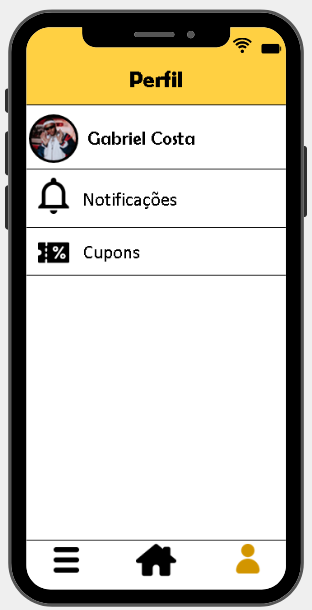 Perfil
Gabriel Costa
Notificações
%
Cupons